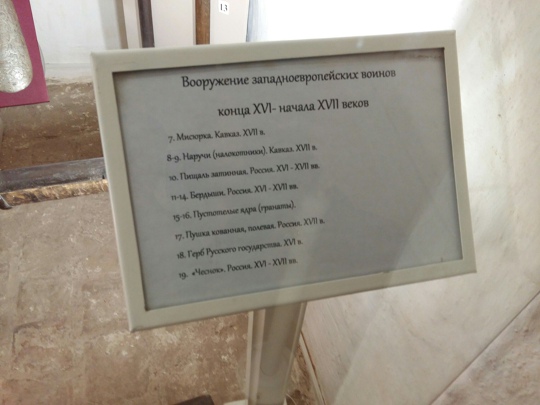 13
Вооружение западноевропейских воинов
конца XVI- начала XVII веков
7. Мисюрка. Кавказ. XVII в.
8-9. Наручи (налокотники). Кавказ. XVII в.
10. Пищаль затинная. Россия. XVI - XVII вв.
11-14. Бердыши. Россия. XVI - XVII вв.
15-16. Пустотелые ядра (гранаты).
17. Пушка кованная, полевая. Россия. XVII в.
18. Герб Русского государства. XVI в.
19. «Чеснок». Россия. XVI - XVII вв.